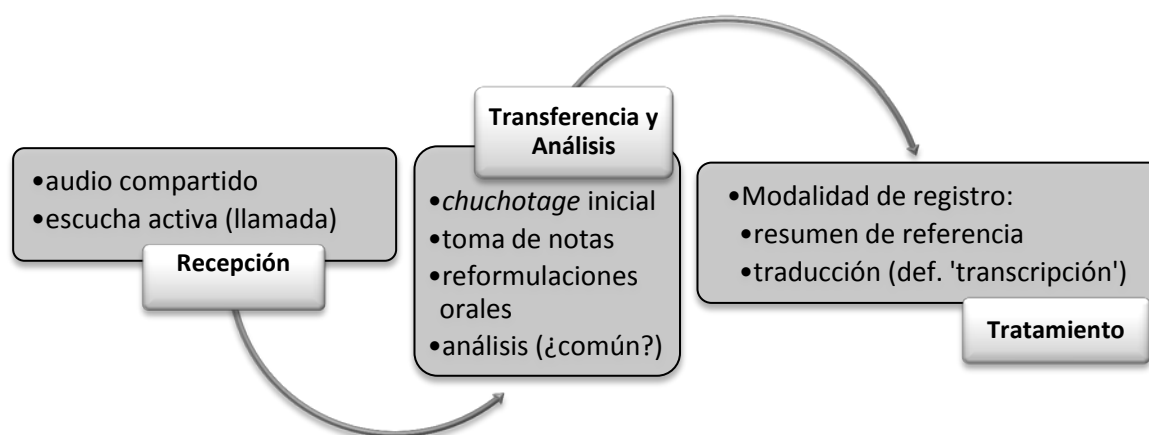 •audio compartido
•escucha activa (llamada)
Recepción
Transferencia y
Análisis
•chuchotage inicial
•toma de notas
•reformulaciones
orales
•análisis (¿común?)
•Modalidad de registro:
•resumen de referencia
•traducción (def. 'transcripción')
Tratamiento